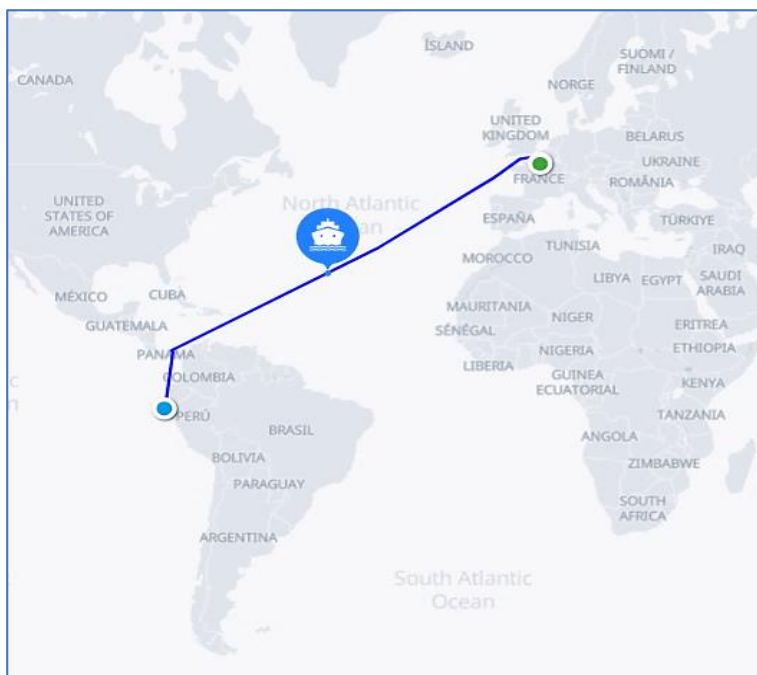 ÍSLAND
SUOMI /
FINLAND
CANADA
NORGE
UNITED
KINGDOM
BELARUS
UKRAINE
FRANCE
ROMÂNIA
UNITED
STATES OF
AMERICA
North Atlantic
an
ESPAÑA
TÜRKIYE
TUNISIA
IRAQ
MOROCCO
LIBYA
EGYPT
SAUDI
ARABIA
MÉXICO
CUBA
MAURITANIA
NIGER
GUATEMALA
SÉNÉGAL
ERITREA
PANAMA
NIGERIA
ETHIOPIA
LIBERIA
COLOMBIA
GUINEA
ECUATORIAL
KENYA
PERÚ
TANZANIA
BRASIL
ANGOLA
BOLIVIA
ZIMBABWE
PARAGUAY
SOUTH
AFRICA
ARGENTINA
South Atlantic
Ocean